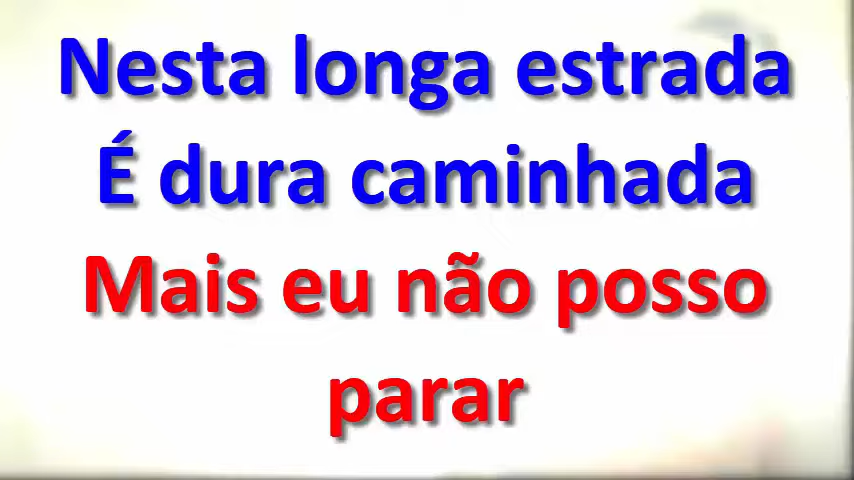 Nesta longa estrada
É dura caminhada
Mais eu não posso
parar